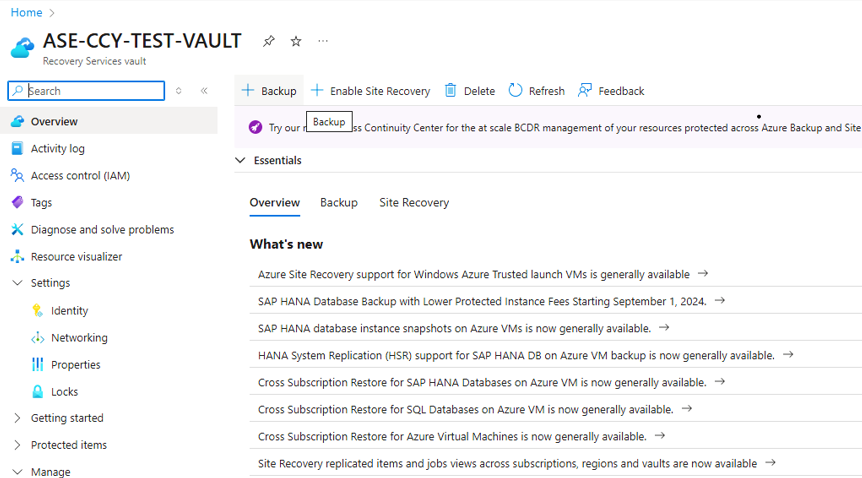 Home
ASE-CCY-TEST-VAULT
Recovery Services vault
Search
Backup
Enable Site Recovery
Delete
Refresh
Feedback
Overview
Activity log
Access control (IAM)
Tags
Diagnose and solve problems
Resource visualizer
Settings
Identity
Networking
Properties
Locks
Getting started
Protected items
Manage
Try our
Backup
Continuity Center for the at scale BCDR management of your resources protected across Azure Backup and Site
Essentials
Overview
Backup
Site Recovery
What's new
Azure Site Recovery support for Windows Azure Trusted launch VMs is generally available
SAP HANA Database Backup with Lower Protected Instance Fees Starting September 1, 2024.
SAP HANA database instance snapshots on Azure VMs is now generally available.
HANA System Replication (HSR) support for SAP HANA DB on Azure VM backup is now generally available.
Cross Subscription Restore for SAP HANA Databases on Azure VM is now generally available.
Cross Subscription Restore for SQL Databases on Azure VM is now generally available.
Cross Subscription Restore for Azure Virtual Machines is now generally available.
Site Recovery replicated items and jobs views across subscriptions, regions and vaults are now available